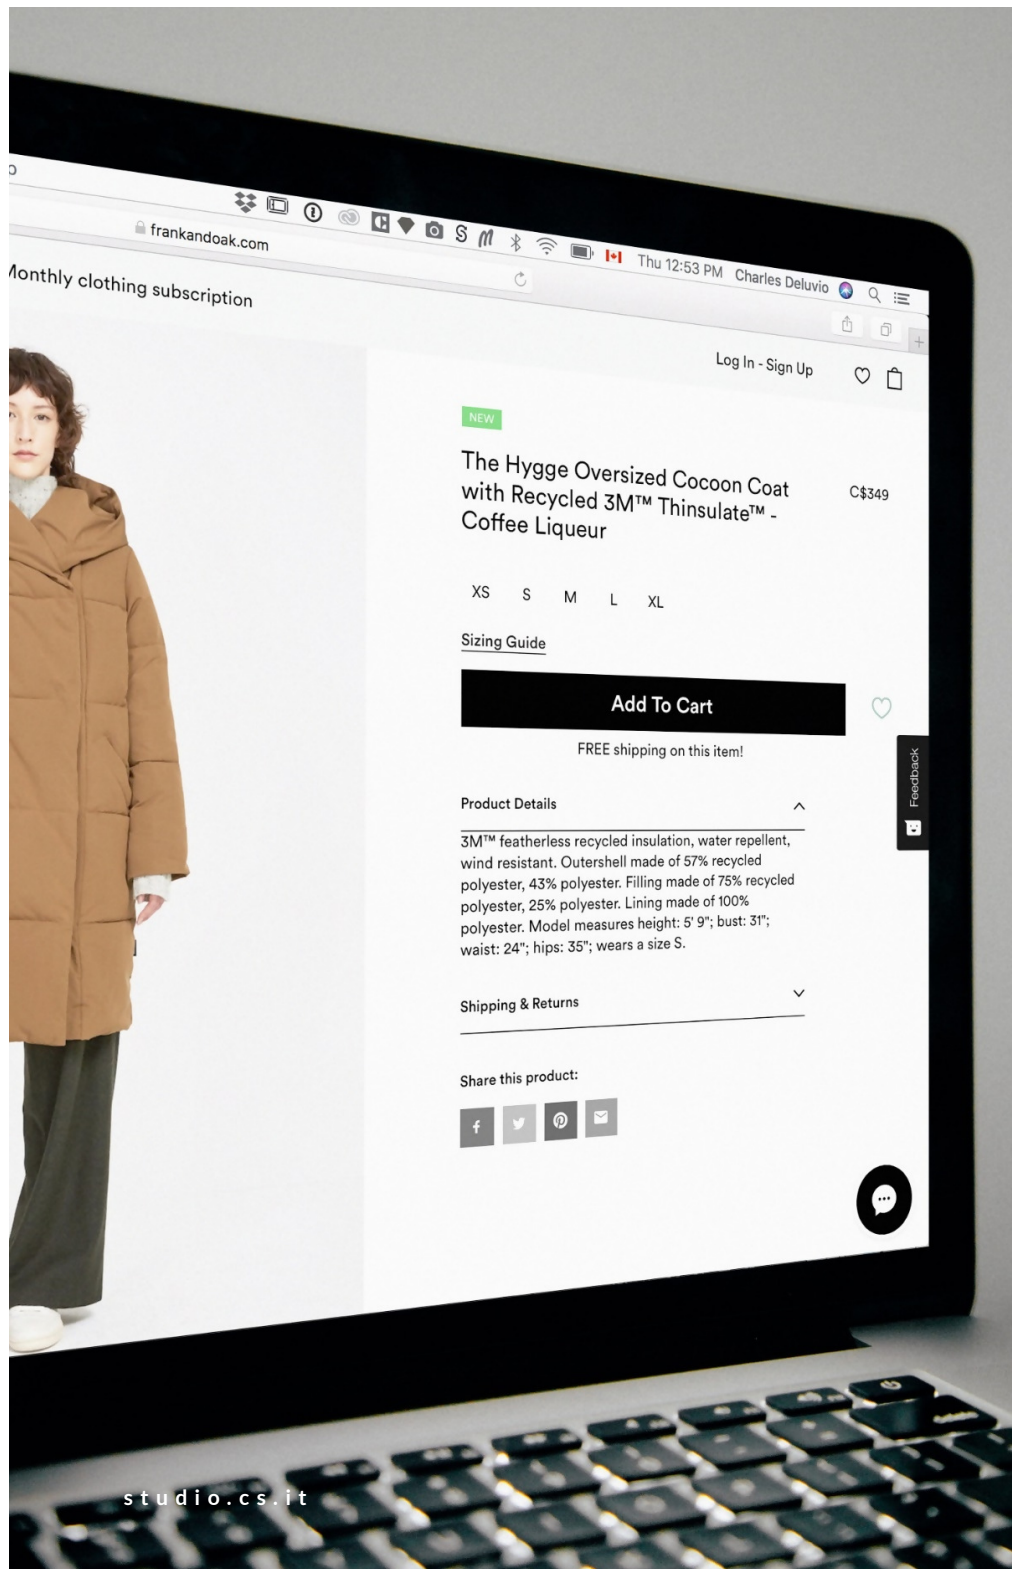 Thu 12:53 PM Charles Deluvio
frankandoak.com
Monthly clothing subscription
Log In - Sign Up
NEW
The Hygge Oversized Cocoon Coat
with Recycled 3M™ Thinsulate™ -
Coffee Liqueur
C$349
XS S M L XL
Sizing Guide
Add To Cart
FREE shipping on this item!
Feedback
Product Details
3M™ featherless recycled insulation, water repellent,
wind resistant. Outershell made of 57% recycled
polyester, 43% polyester. Filling made of 75% recycled
polyester, 25% polyester. Lining made of 100%
polyester. Model measures height: 5' 9"; bust: 31";
waist: 24"; hips: 35"; wears a size S.
Shipping & Returns
Share this product:
studio.cs.it